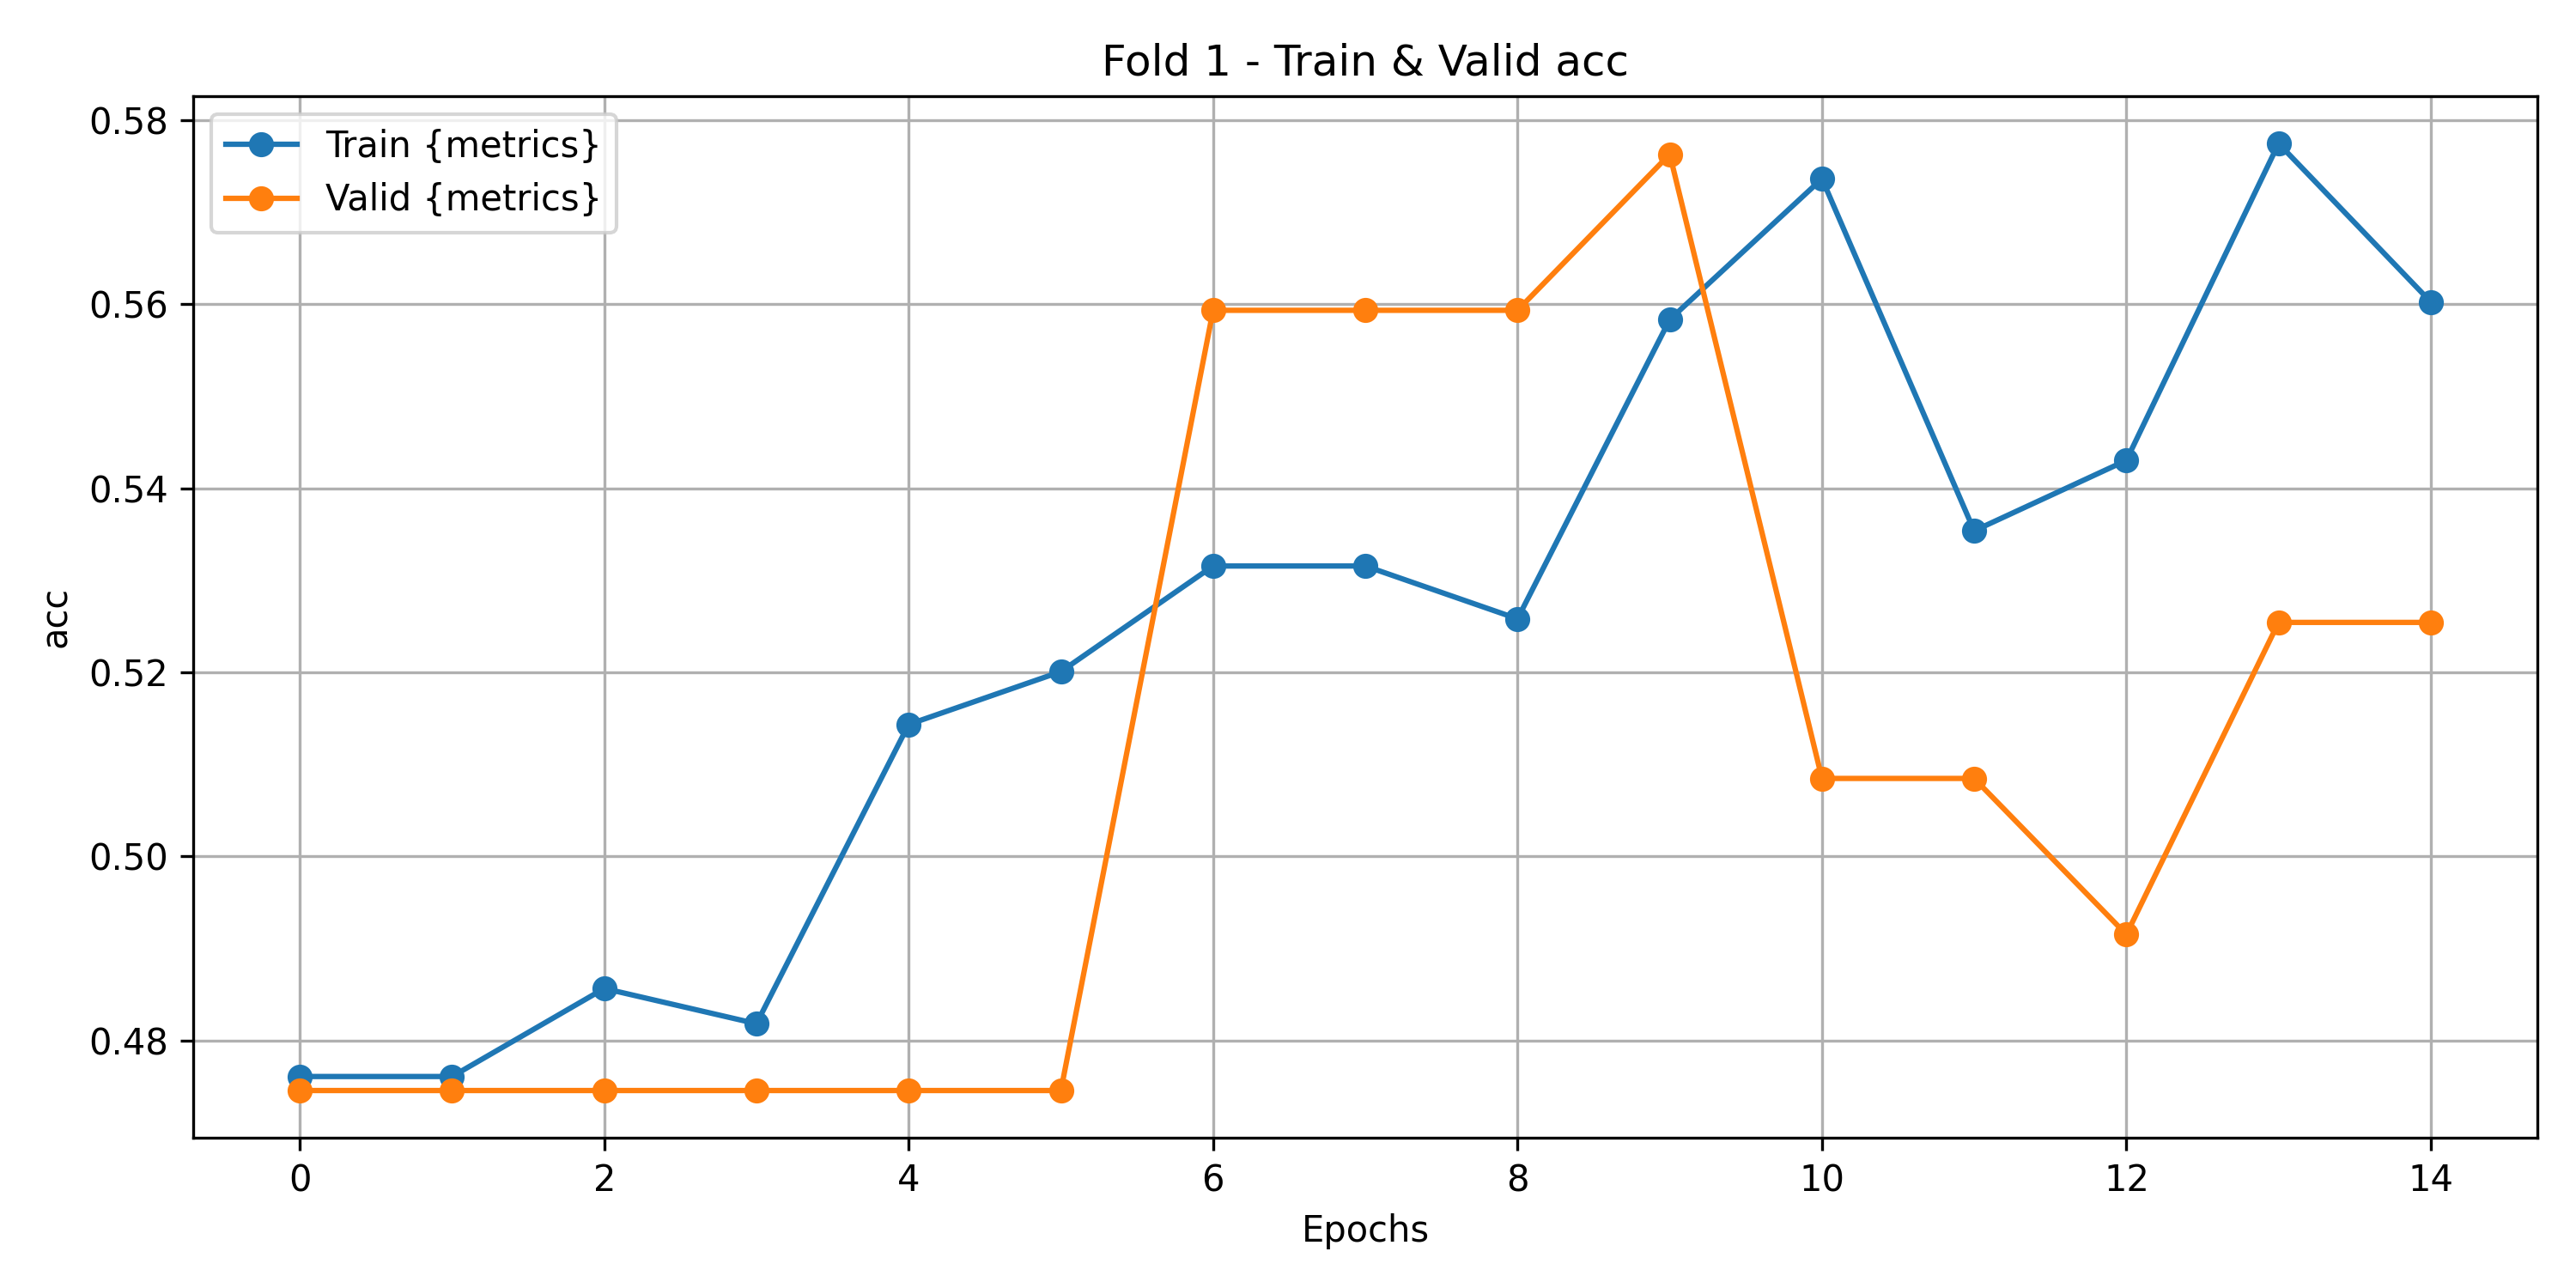 Fold 1 - Train & Valid acc
Train {metrics}
Valid {metrics}
0.58
0.56
0.54
0.52
0.50
0.48
acc
0 2 4 6 8 10 12 14
Epochs